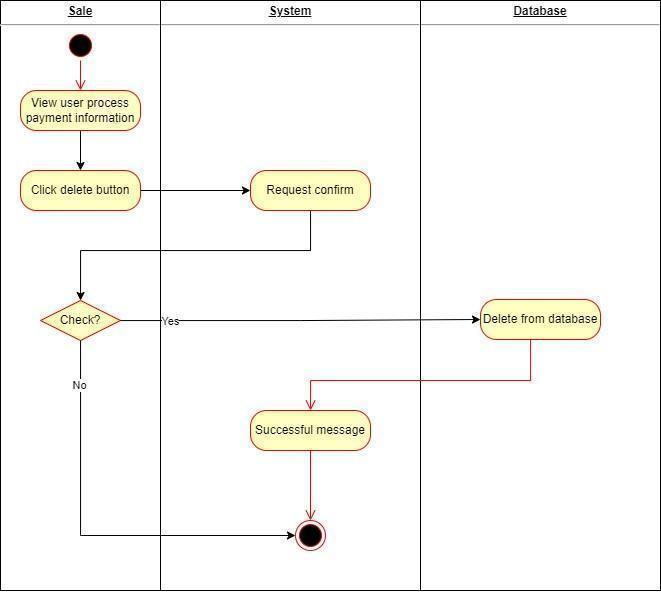 Sale
System
Database
View user process
payment information
Click delete button
Request confirm
Check?
Yes
Delete from database
No
Successful message